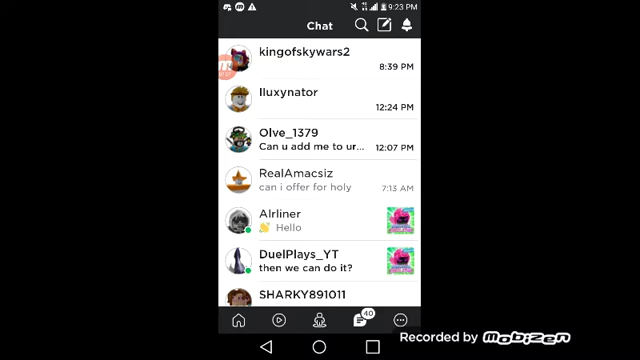 9:23 PM
Chat
kingofskywars2
8:39 PM
Iluxynator
12:24 PM
Olve_1379
Can u add me to ur...
12:07 PM
RealAmacsiz
can i offer for holy
7:13 AM
AIrliner
👋 Hello
DuelPlays_YT
then we can do it?
SHARKY891011
40
Recorded by mobizen